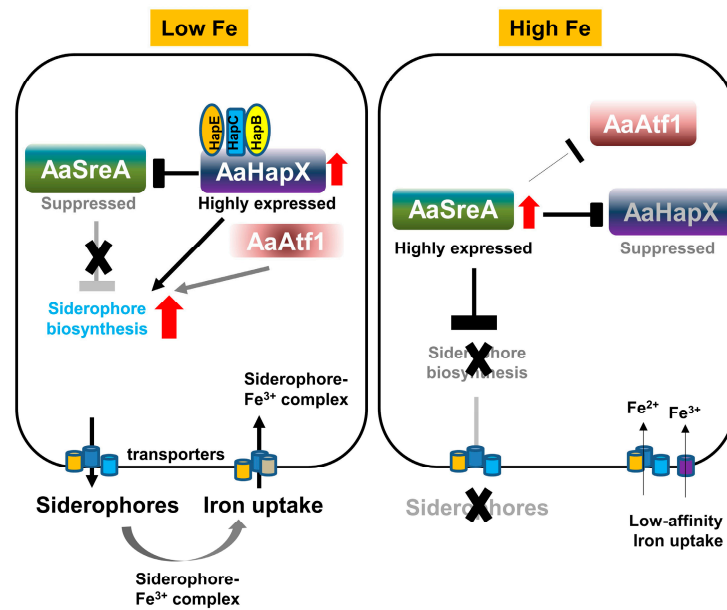 Low Fe
HapE
HapC
HapB
AaSreA
Suppressed
AaHapX
Highly expressed
AaAtf1
Siderophore
biosynthesis
Siderophore-
Fe3+ complex
transporters
Siderophores
Iron uptake
Siderophore-
Fe3+ complex
High Fe
AaAtf1
AaSreA
Highly expressed
AaHapX
Suppressed
Siderophore
biosynthesis
Fe2+
Fe3+
Siderophores
Low-affinity
Iron uptake